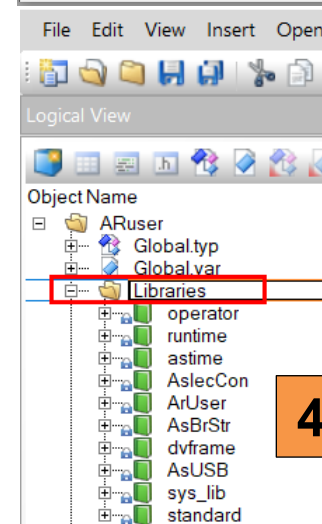 File Edit View Insert Open
Logical View
.h
Object Name
ARuser
Global.typ
Global.var
Libraries
operator
runtime
astime
AsIecCon
ArUser
AsBrStr
dvframe
AsUSB
sys_lib
standard
4